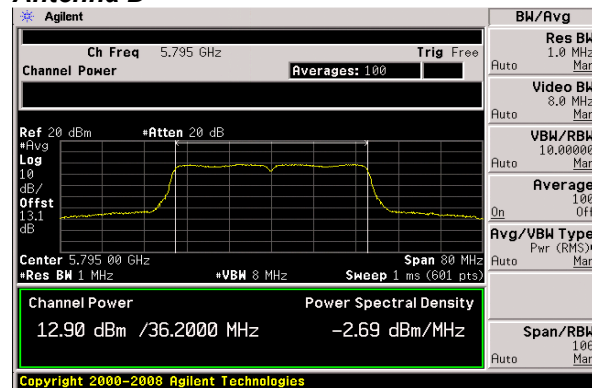 Agilent
BW/Avg
Ch Freq 5.795 GHz Trig Free
Channel Power Averages: 100
Res BW
1.0 MHz
Auto Man
Video BW
8.0 MHz
Auto Man
VBW/RBW
10.00000
Auto Man
Average
100
On Off
Avg/VBW Type
Pwr (RMS)
Auto Man
Span/RBW
106
Auto Man
Ref 20 dBm #Atten 20 dB
#Avg
Log
10
dB/
Offst
13.1
dB
Center 5.795 00 GHz Span 80 MHz
#Res BW 1 MHz #VBW 8 MHz Sweep 1 ms (601 pts)
Channel Power Power Spectral Density
12.90 dBm /36.2000 MHz -2.69 dBm/MHz
Copyright 2000-2008 Agilent Technologies